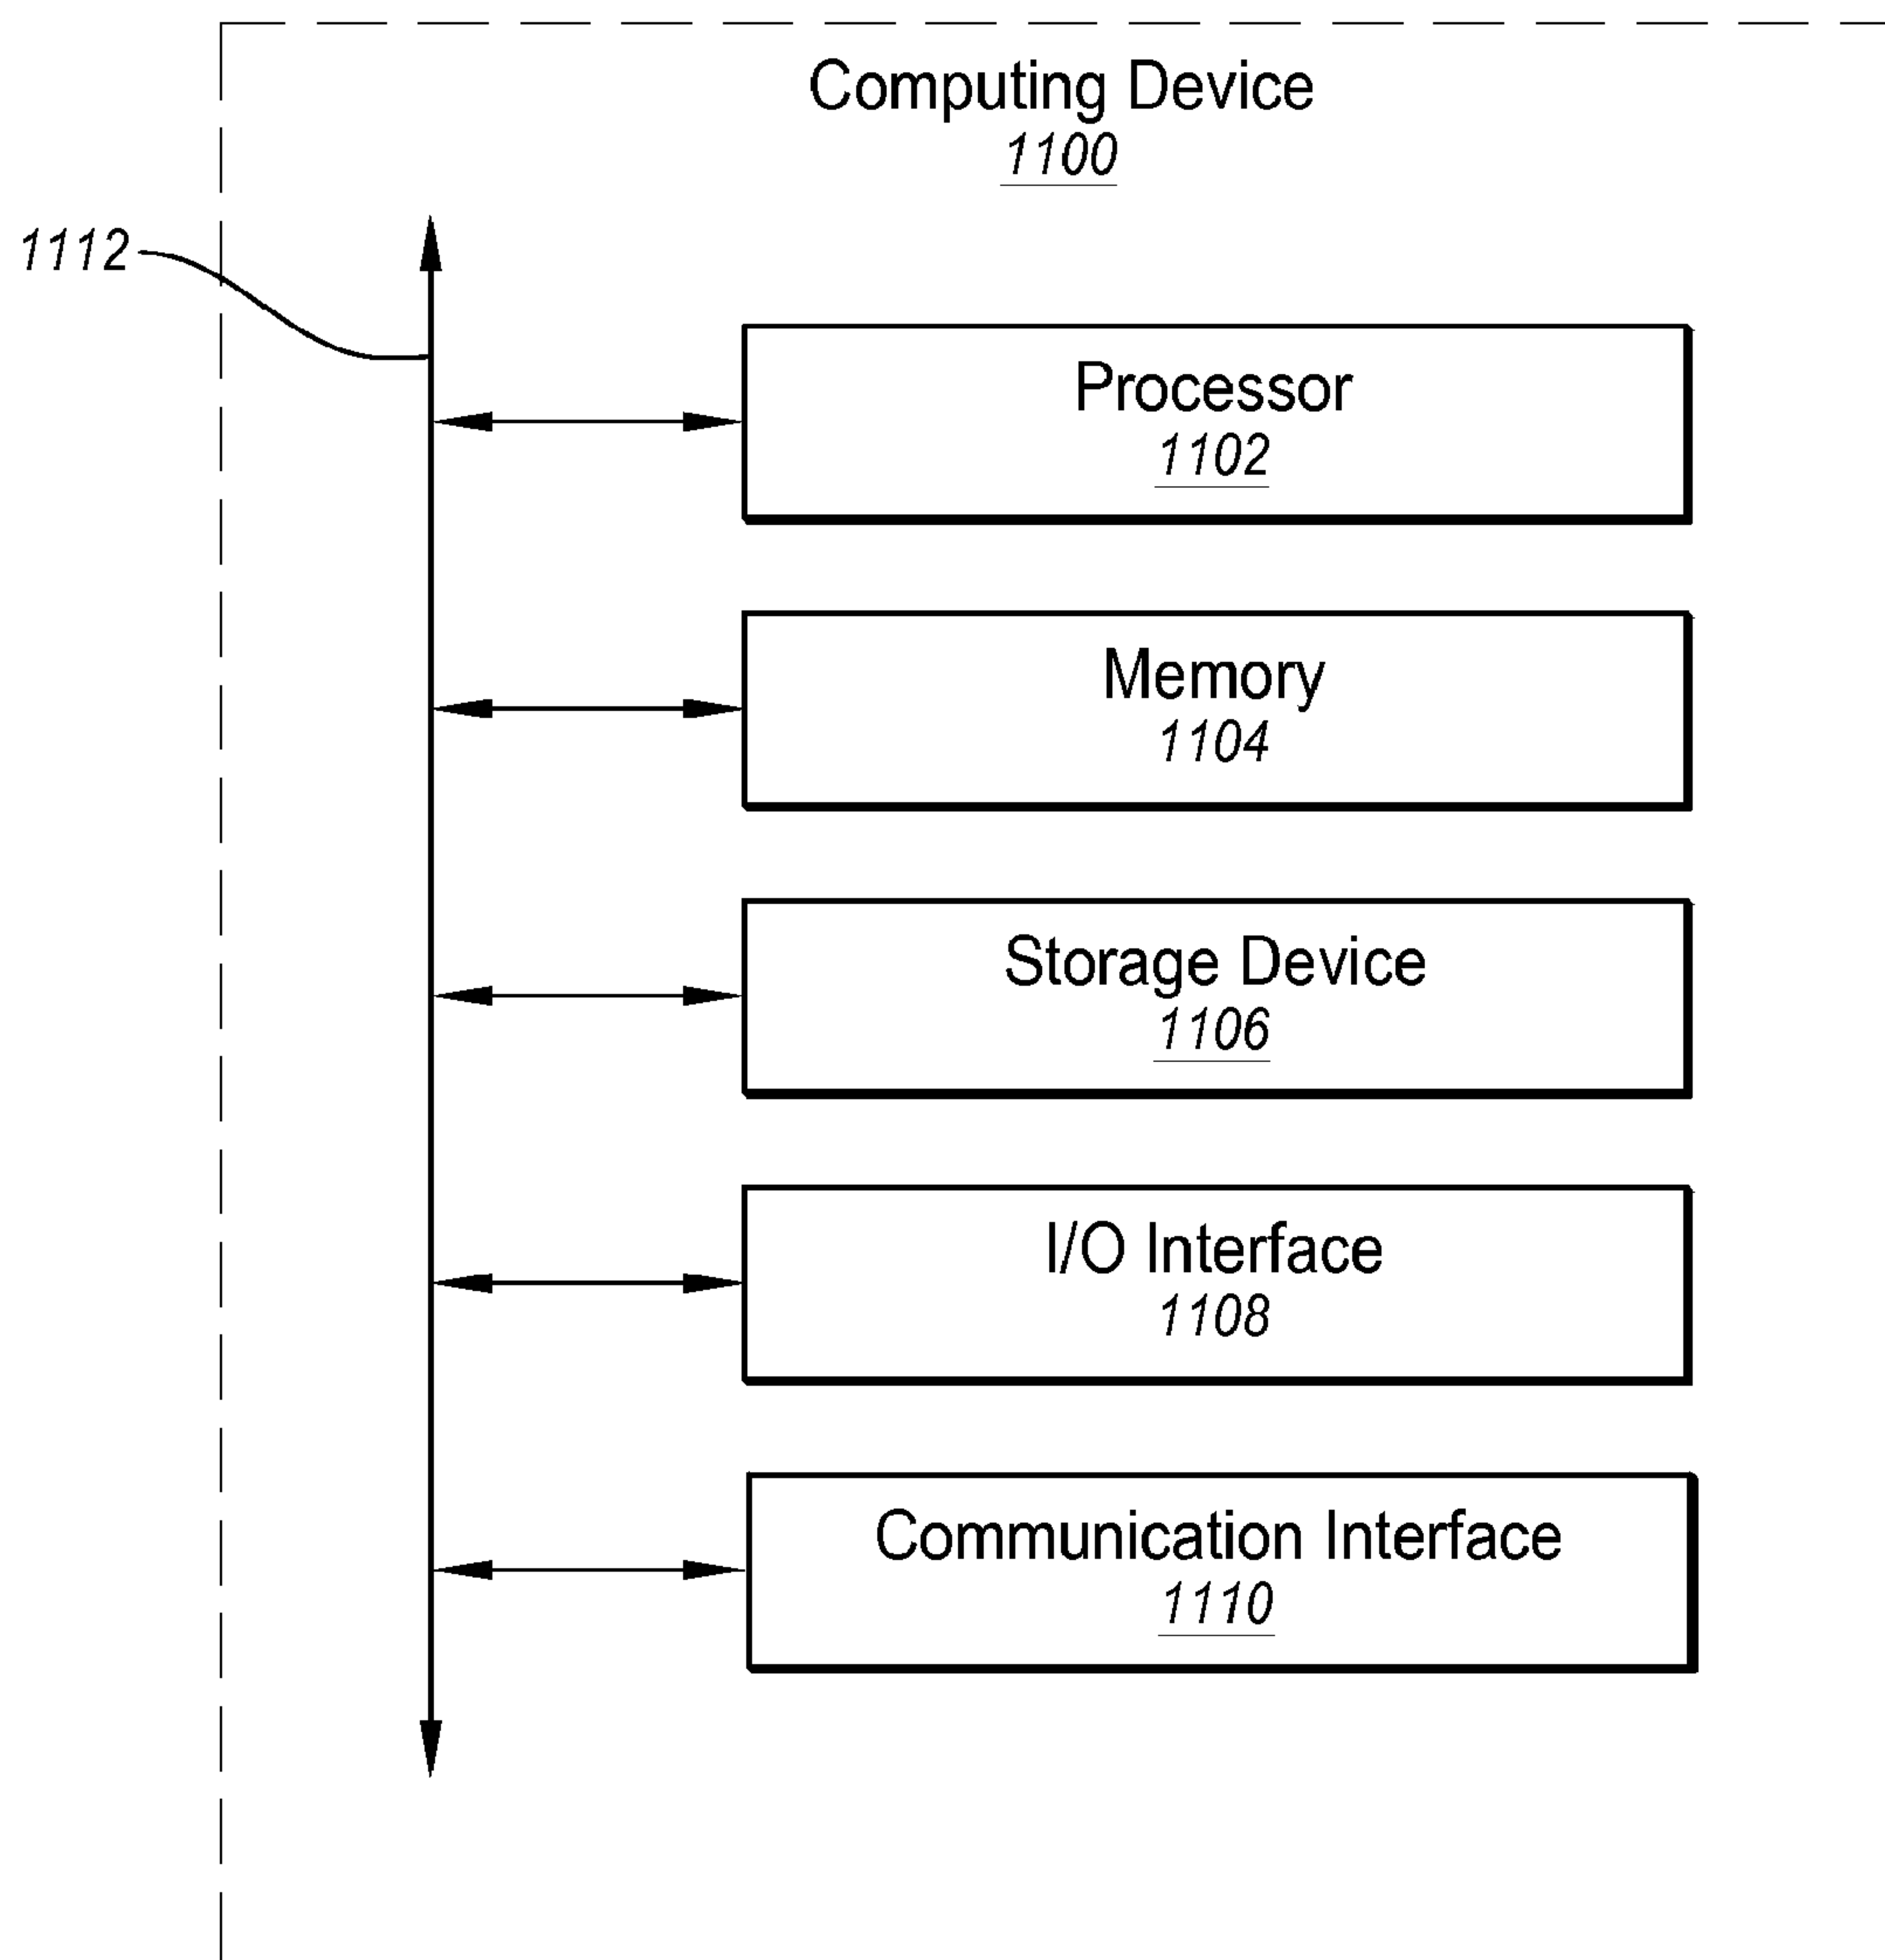 Computing Device
1100
1112
Processor
1102
Memory
1104
Storage Device
1106
I/O Interface
1108
Communication Interface
1110